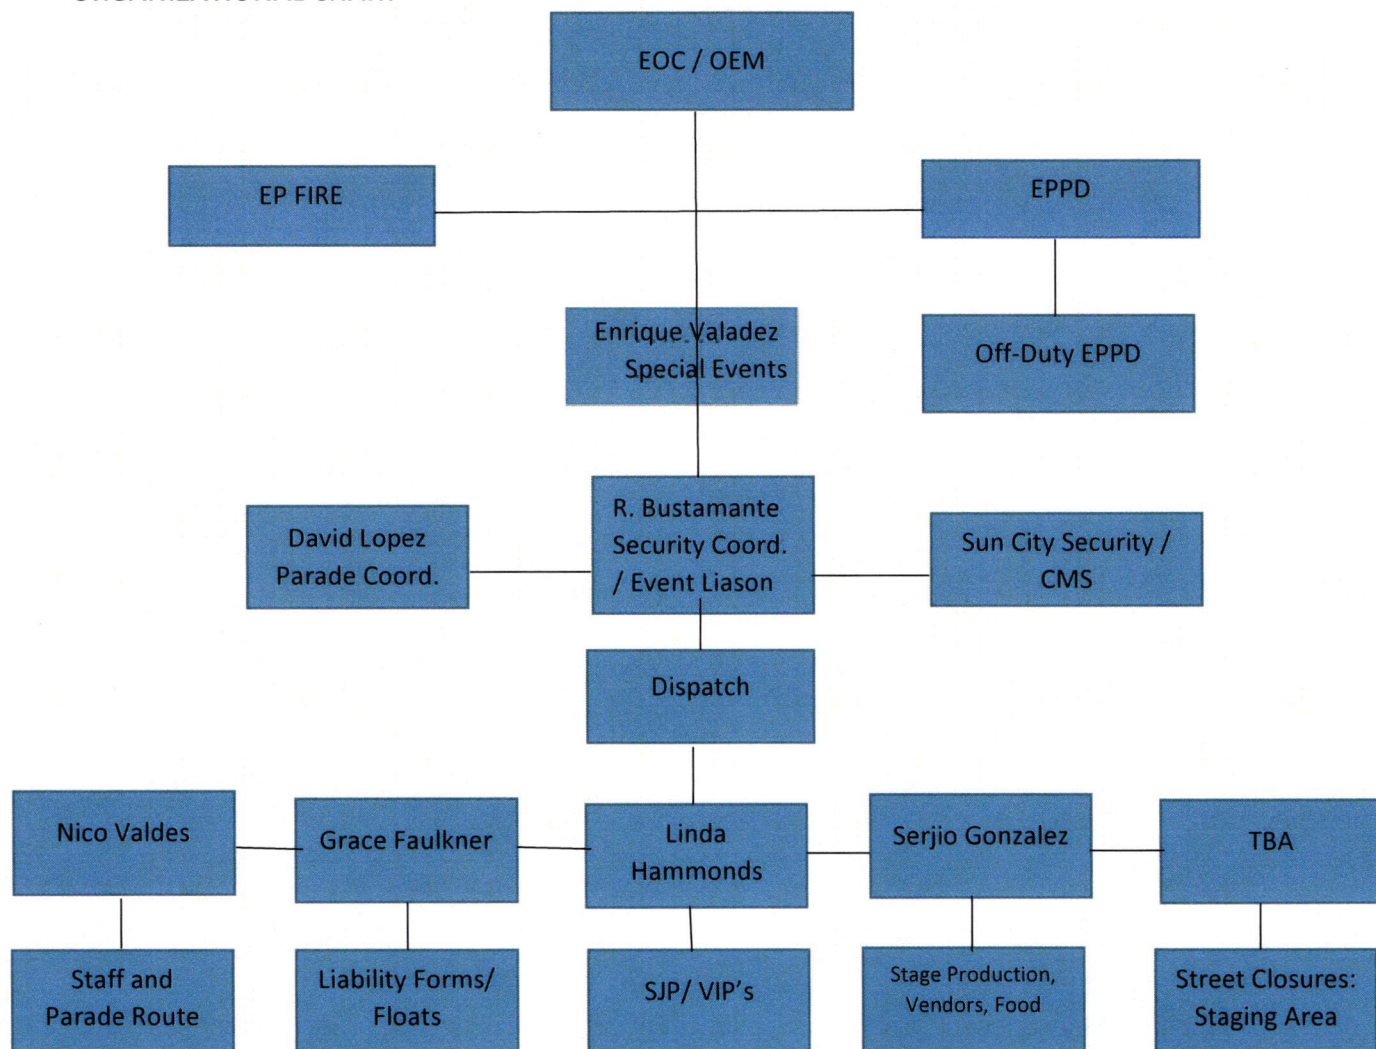 EOC / OEM
EP FIRE
EPPD
Enrique Valadez
Special Events
Off-Duty EPPD
David Lopez
Parade Coord.
R. Bustamante
Security Coord.
/ Event Liason
Sun City Security /
CMS
Dispatch
Nico Valdes
Grace Faulkner
Linda
Hammonds
Serjio Gonzalez
TBA
Staff and
Parade Route
Liability Forms/
Floats
SJP/ VIP's
Stage Production,
Vendors, Food
Street Closures:
Staging Area